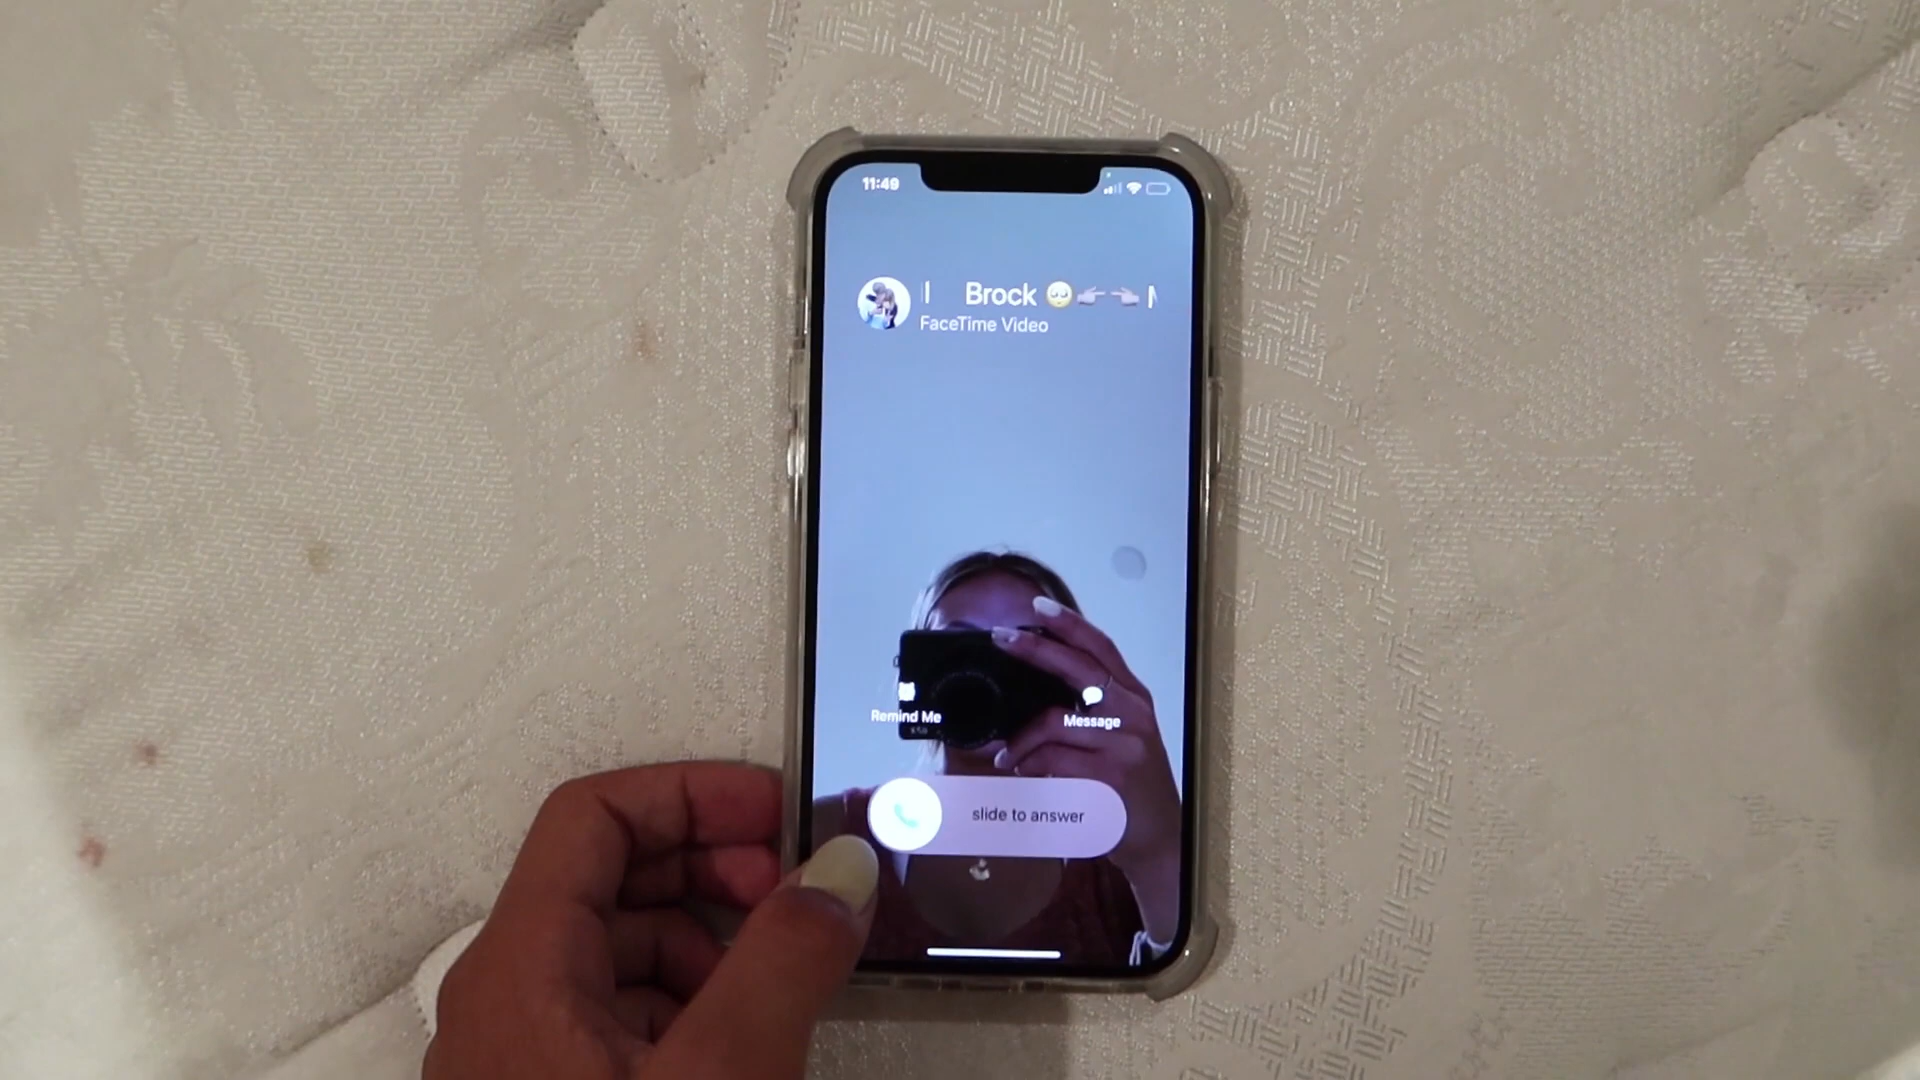 11:49
Brock 🥺👉👈
FaceTime Video
Remind Me
Message
slide to answer